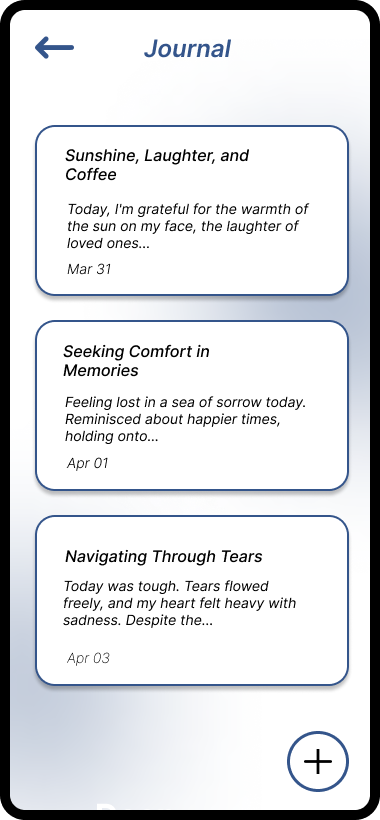 Journal
Sunshine, Laughter, and
Coffee
Today, I'm grateful for the warmth of
the sun on my face, the laughter of
loved ones...
Mar 31
Seeking Comfort in
Memories
Feeling lost in a sea of sorrow today.
Reminisced about happier times,
holding onto...
Apr 01
Navigating Through Tears
Today was tough. Tears flowed
freely, and my heart felt heavy with
sadness. Despite the...
Apr 03